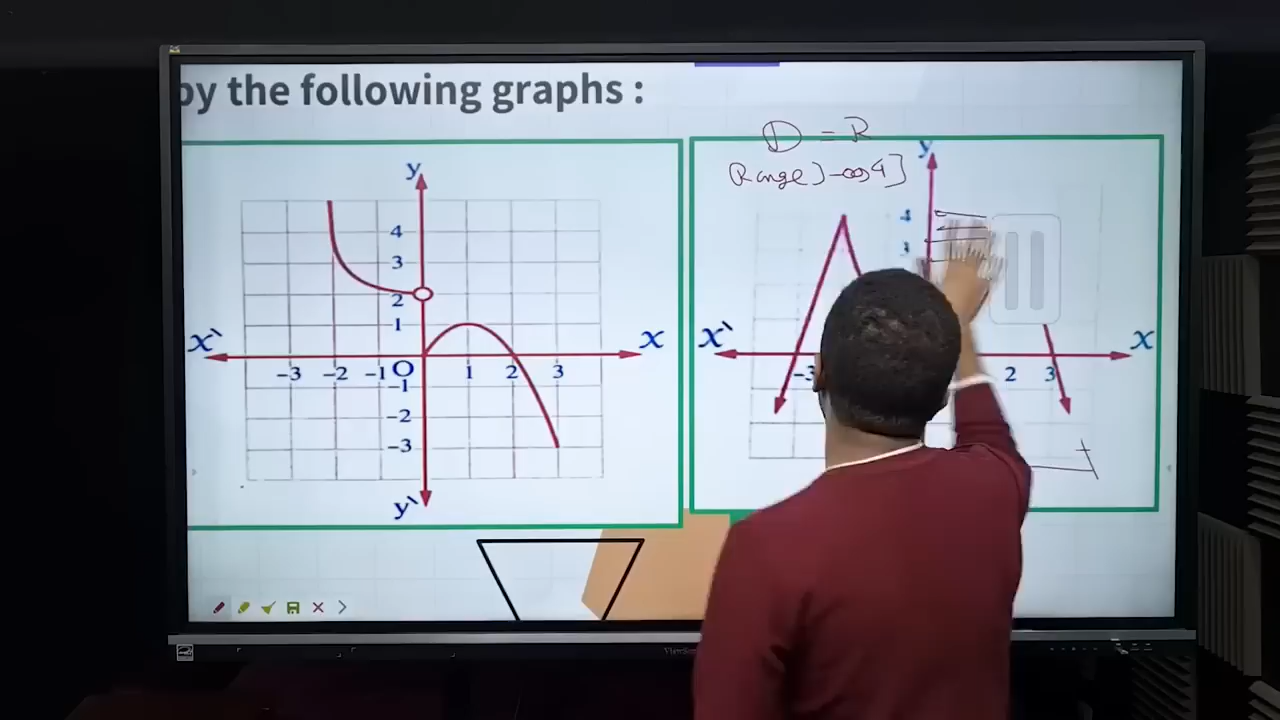 by the following graphs :
y
4
3
2
1
x`
x
-3 -2 -1 O 1 2 3
-1
-2
-3
y`
D = R
Range ]-∞, 4]
y
4
3
x`
x
-3 2 3